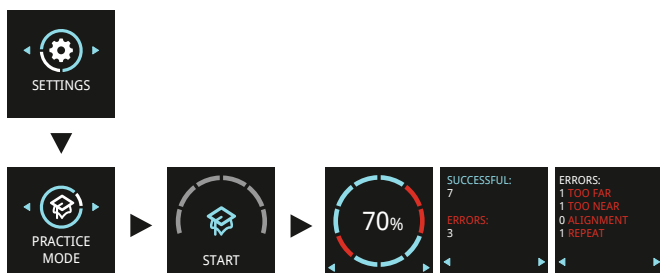 SETTINGS
PRACTICE
MODE
START
70%
SUCCESSFUL:
7
ERRORS:
3
ERRORS:
1 TOO FAR
1 TOO NEAR
0 ALIGNMENT
1 REPEAT